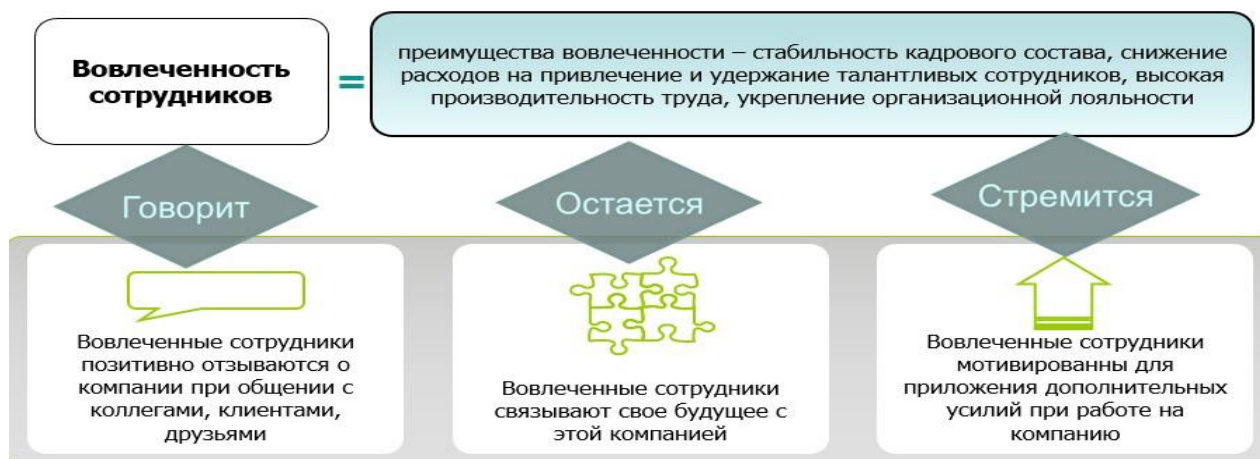 Вовлеченность
сотрудников
=
преимущества вовлеченности – стабильность кадрового состава, снижение
расходов на привлечение и удержание талантливых сотрудников, высокая
производительность труда, укрепление организационной лояльности
Говорит
Остается
Стремится
Вовлеченные сотрудники
позитивно отзываются о
компании при общении с
коллегами, клиентами,
друзьями
Вовлеченные сотрудники
связывают свое будущее с
этой компанией
Вовлеченные сотрудники
мотивированны для
приложения дополнительных
усилий при работе на
компанию